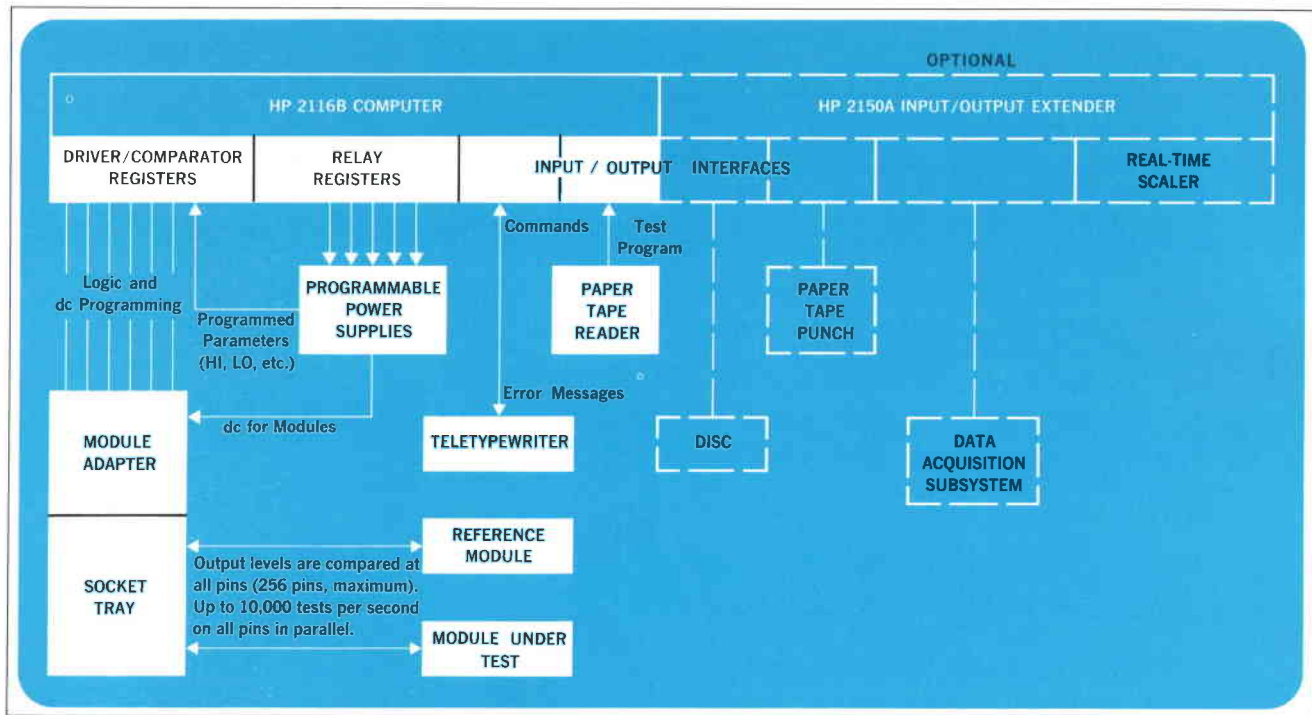 OPTIONAL
HP 2116B COMPUTER
HP 2150A INPUT/OUTPUT EXTENDER
DRIVER/COMPARATOR
REGISTERS
RELAY
REGISTERS
INPUT / OUTPUT INTERFACES
REAL-TIME
SCALER
Logic and
dc Programming
Programmed
Parameters
(HI, LO, etc.)
PROGRAMMABLE
POWER
SUPPLIES
Commands
Test
Program
PAPER
TAPE
READER
PAPER
TAPE
PUNCH
dc for Modules
Error Messages
MODULE
ADAPTER
TELETYPEWRITER
DISC
DATA
ACQUISITION
SUBSYSTEM
SOCKET
TRAY
Output levels are compared at
all pins (256 pins, maximum).
Up to 10,000 tests per second
on all pins in parallel.
REFERENCE
MODULE
MODULE UNDER
TEST